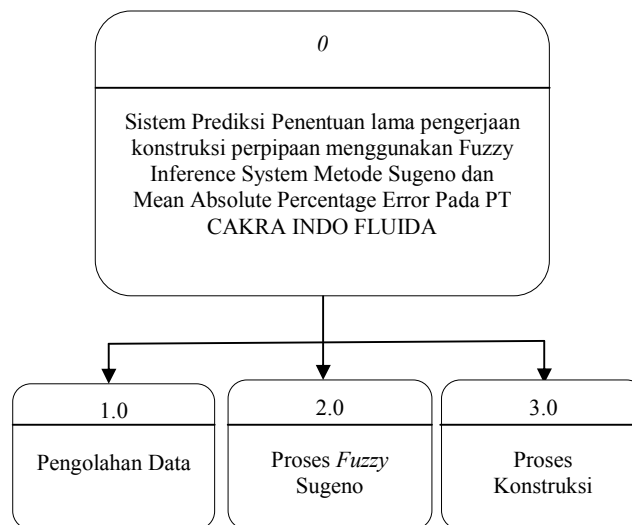 0
Sistem Prediksi Penentuan lama pengerjaan
konstruksi perpipaan menggunakan Fuzzy
Inference System Metode Sugeno dan
Mean Absolute Percentage Error Pada PT
CAKRA INDO FLUIDA
1.0
Pengolahan Data
2.0
Proses Fuzzy
Sugeno
3.0
Proses
Konstruksi